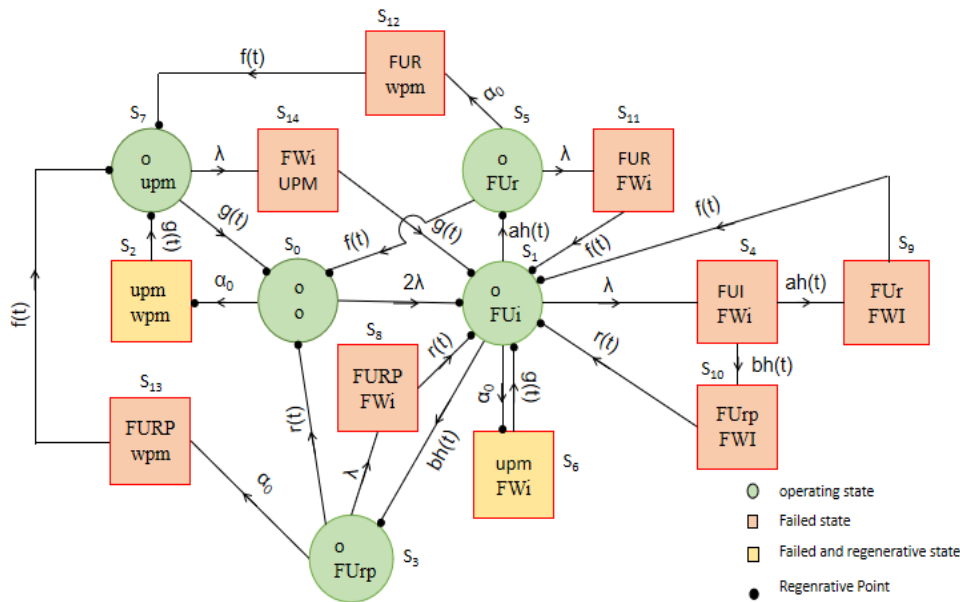 S12
FUR
wpm
f(t)
α0
S7
S14
S5
S11
o
upm
λ
FWi
UPM
o
FUr
λ
FUR
FWi
g(t)
g(t)
f(t)
g(t)
ah(t)
f(t)
f(t)
S2
S0
S1
S4
S9
upm
wpm
α0
o
o
2λ
o
FUi
λ
FUI
FWi
ah(t)
FUr
FWI
f(t)
S8
r(t)
r(t)
bh(t)
S13
FURP
FWi
α0
g(t)
S10
FURP
wpm
r(t)
bh(t)
FUrp
FWI
α0
λ
upm
FWi
S6
o
FUrp
S3
operating state
Failed state
Failed and regenerative state
Regenrative Point